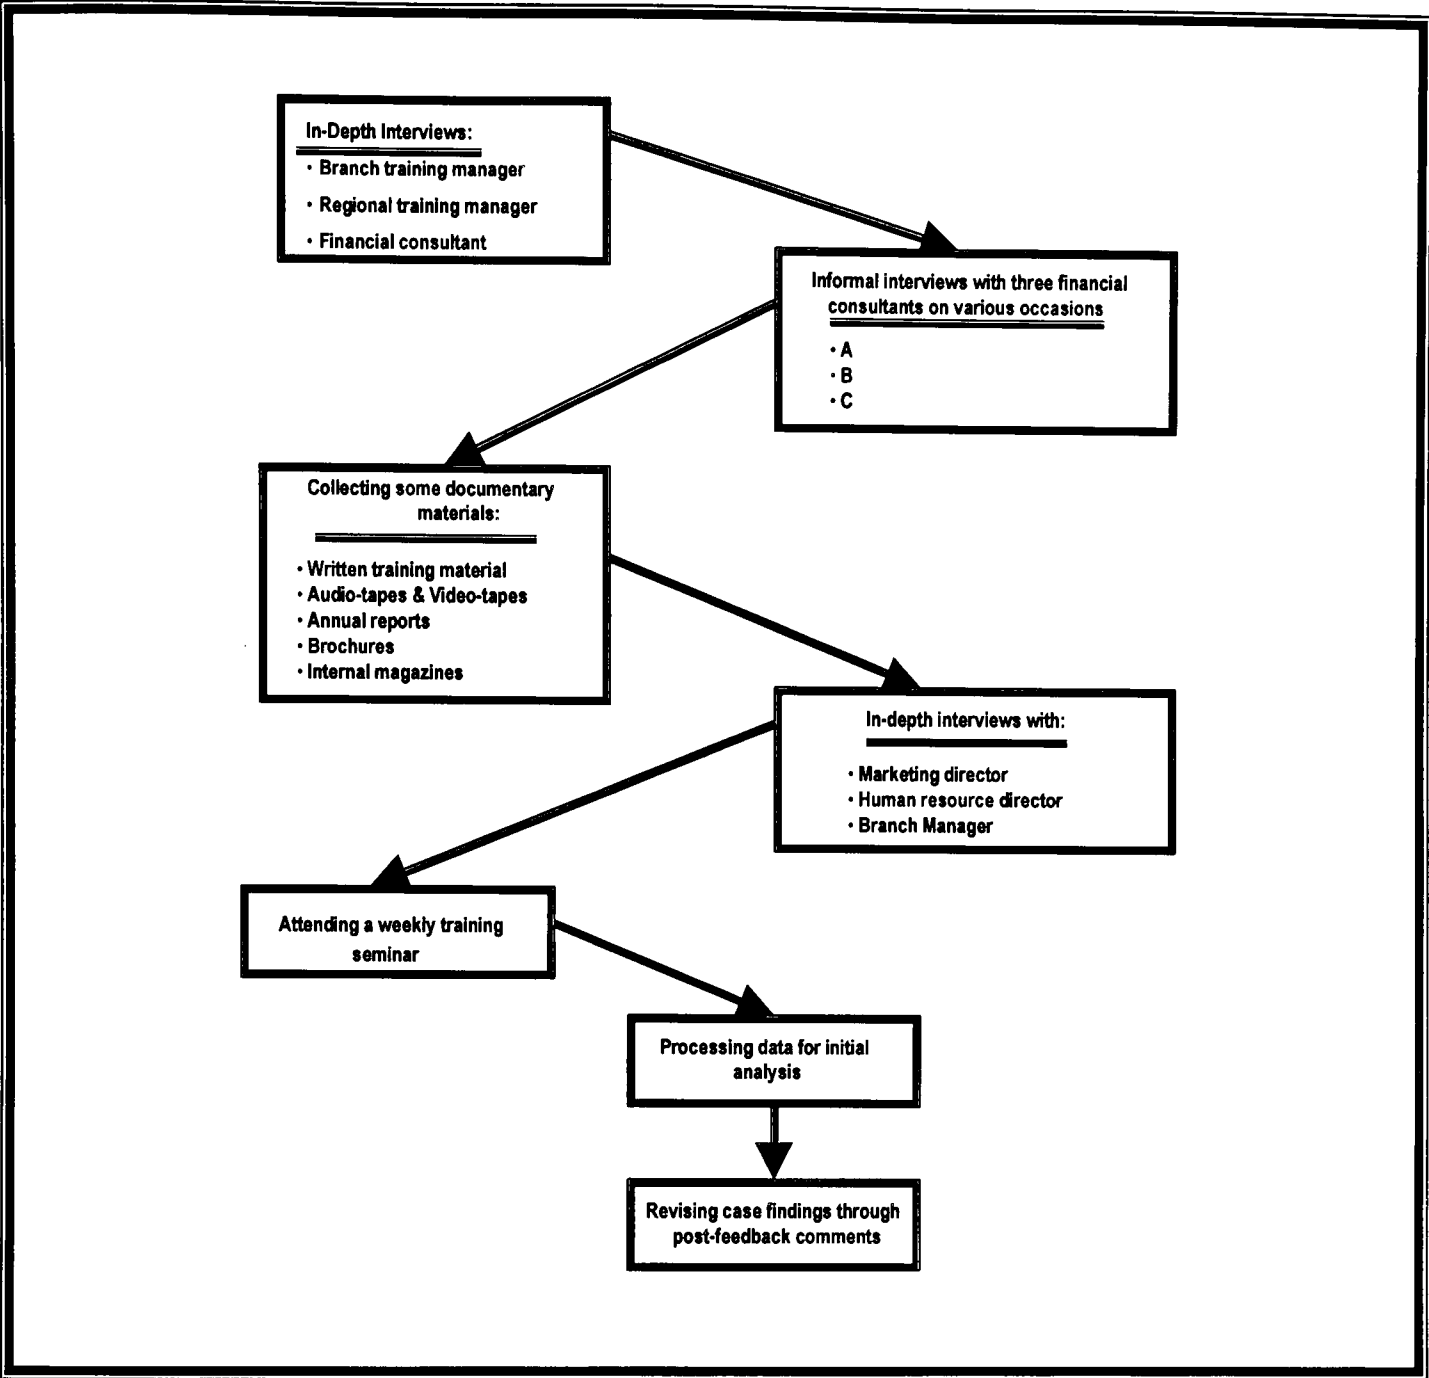 In-Depth Interviews:
· Branch training manager
· Regional training manager
· Financial consultant
Informal interviews with three financial
consultants on various occasions
· A
· B
· C
Collecting some documentary
materials:
· Written training material
· Audio-tapes & Video-tapes
· Annual reports
· Brochures
· Internal magazines
In-depth interviews with:
· Marketing director
· Human resource director
· Branch Manager
Attending a weekly training
seminar
Processing data for initial
analysis
Revising case findings through
post-feedback comments